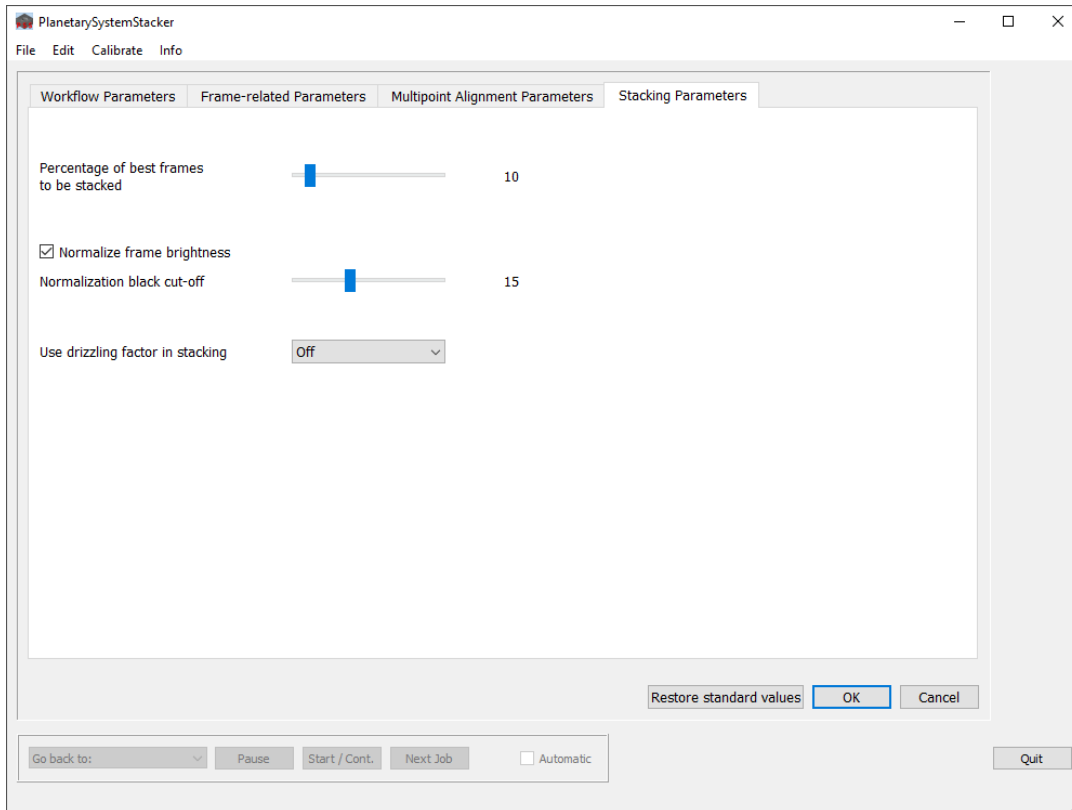 PlanetarySystemStacker
File Edit Calibrate Info
Workflow Parameters Frame-related Parameters Multipoint Alignment Parameters Stacking Parameters
Percentage of best frames
to be stacked
10
Normalize frame brightness
Normalization black cut-off
15
Use drizzling factor in stacking
Off
Restore standard values OK Cancel
Go back to: Pause Start / Cont. Next Job Automatic
Quit